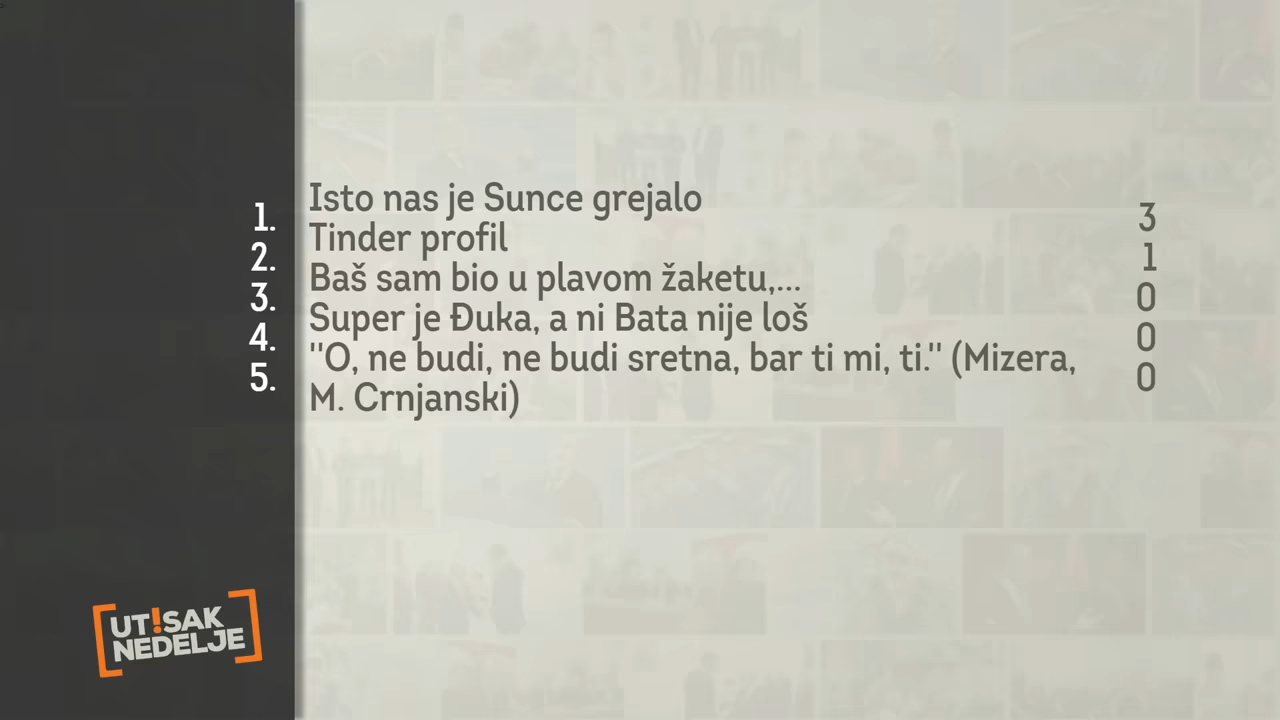 1. Isto nas je Sunce grejalo 3
2. Tinder profil 1
3. Baš sam bio u plavom žaketu,... 0
4. Super je Đuka, a ni Bata nije loš 0
5. "O, ne budi, ne budi sretna, bar ti mi, ti." (Mizera, 0
M. Crnjanski)
UT!SAK
NEDELJE